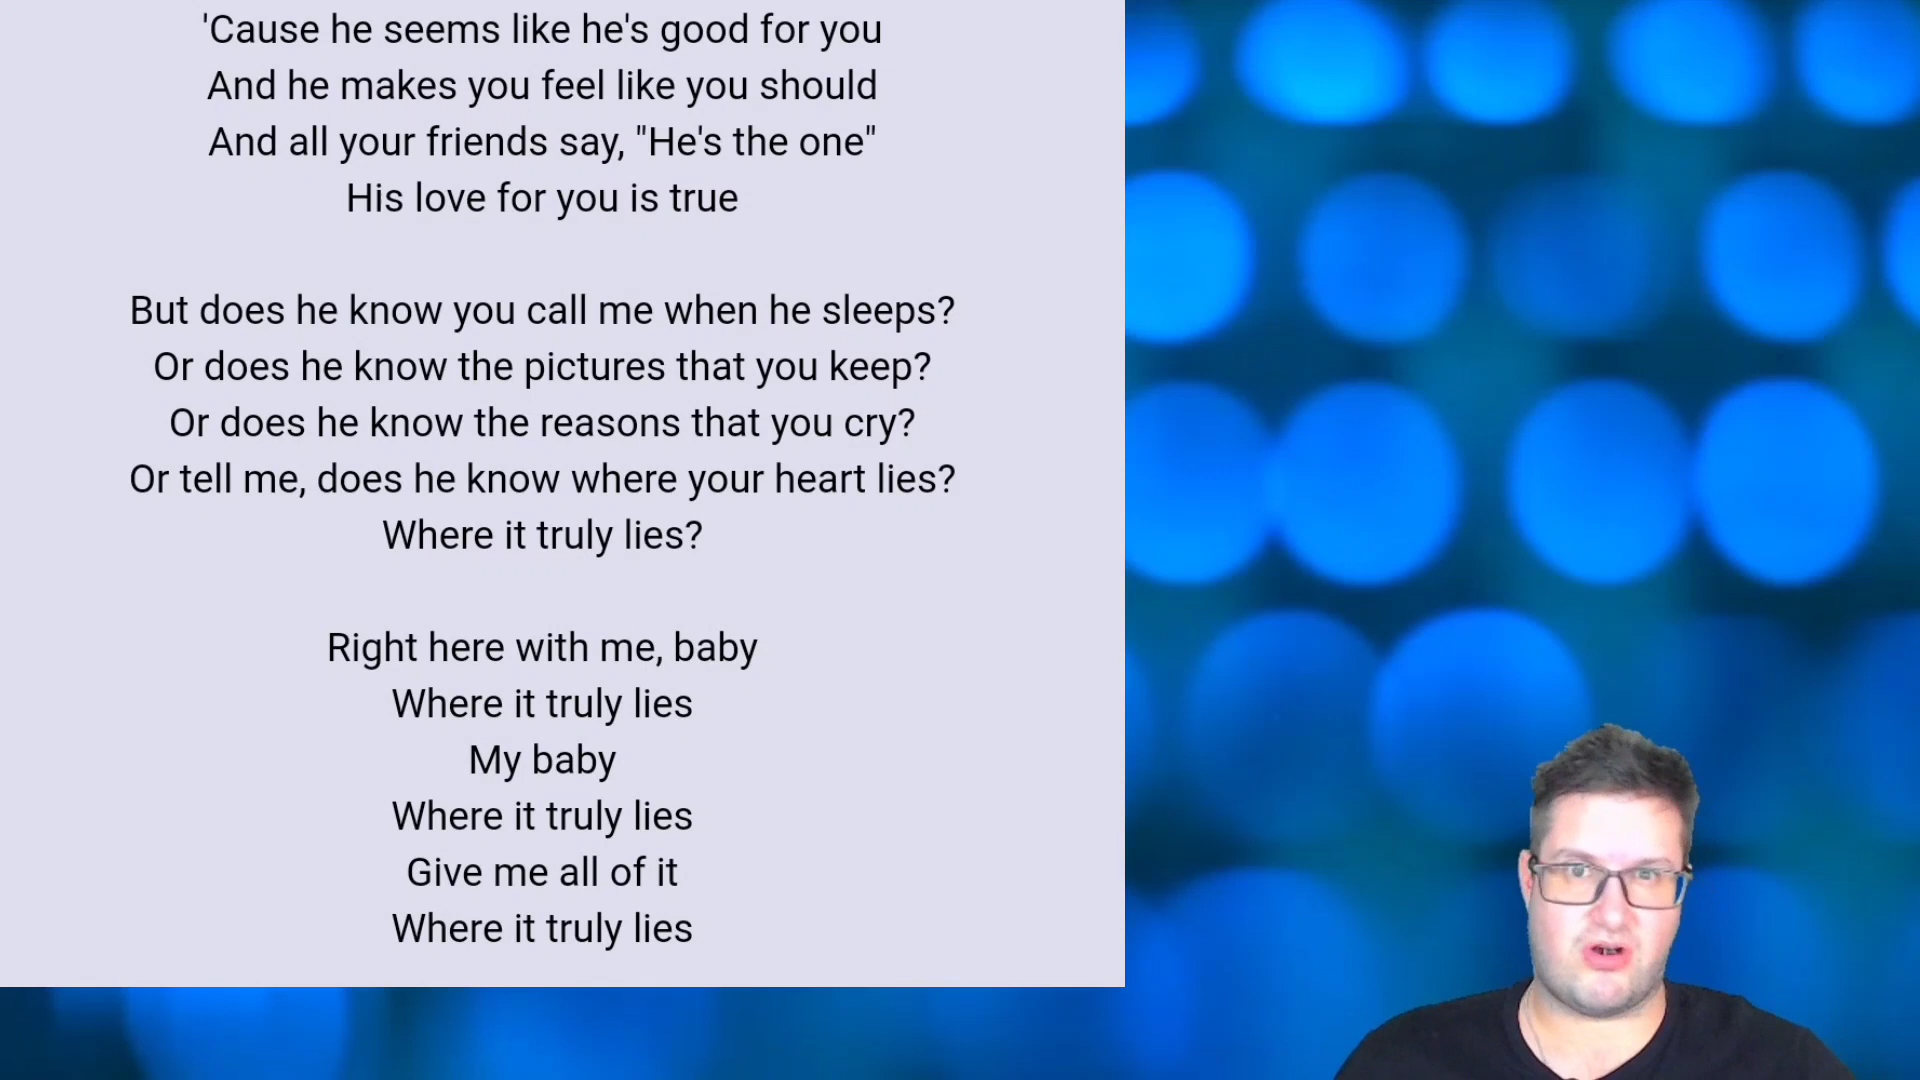 'Cause he seems like he's good for you
And he makes you feel like you should
And all your friends say, "He's the one"
His love for you is true
But does he know you call me when he sleeps?
Or does he know the pictures that you keep?
Or does he know the reasons that you cry?
Or tell me, does he know where your heart lies?
Where it truly lies?
Right here with me, baby
Where it truly lies
My baby
Where it truly lies
Give me all of it
Where it truly lies